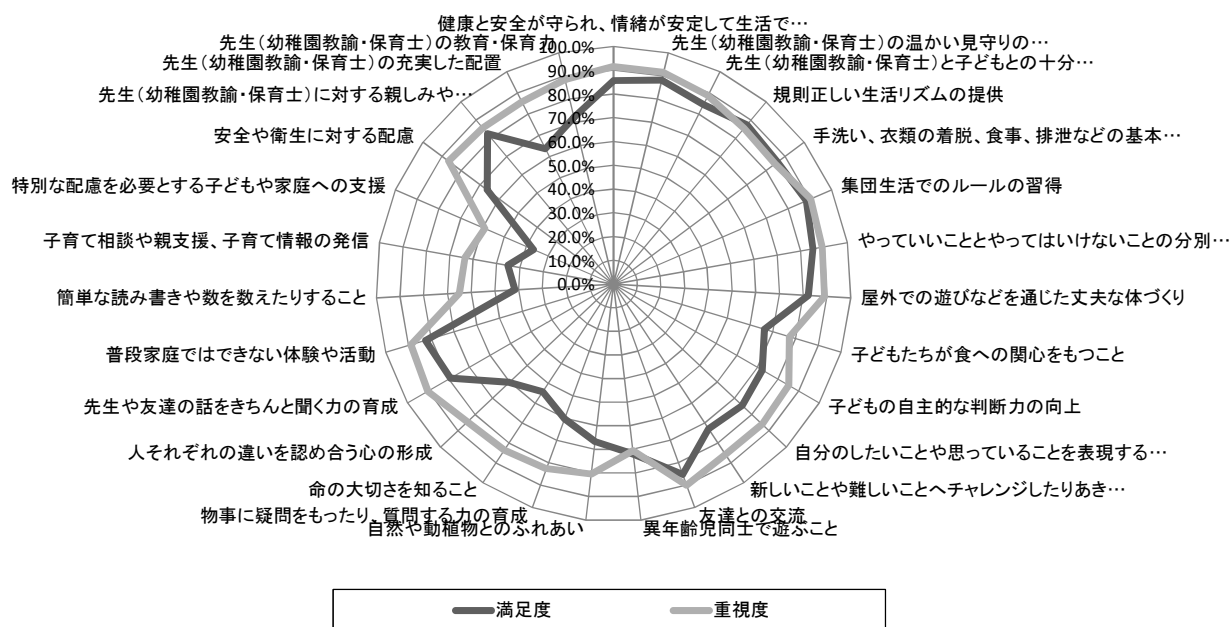 健康と安全が守られ、情緒が安定して生活で…
先生(幼稚園教諭・保育士)の温かい見守りの…
先生(幼稚園教諭・保育士)と子どもとの十分…
規則正しい生活リズムの提供
手洗い、衣類の着脱、食事、排泄などの基本…
集団生活でのルールの習得
やっていいこととやってはいけないことの分別…
屋外での遊びなどを通じた丈夫な体づくり
子どもたちが食への関心をもつこと
子どもの自主的な判断力の向上
自分のしたいことや思っていることを表現する…
新しいことや難しいことへチャレンジしたりあき…
友達との交流
異年齢児同士で遊ぶこと
自然や動植物とのふれあい
物事に疑問をもったり、質問する力の育成
命の大切さを知ること
人それぞれの違いを認め合う心の形成
先生や友達の話をきちんと聞く力の育成
普段家庭ではできない体験や活動
簡単な読み書きや数を数えたりすること
子育て相談や親支援、子育て情報の発信
特別な配慮を必要とする子どもや家庭への支援
安全や衛生に対する配慮
先生(幼稚園教諭・保育士)に対する親しみや…
先生(幼稚園教諭・保育士)の充実した配置
先生(幼稚園教諭・保育士)の教育・保育力
100.0%
90.0%
80.0%
70.0%
60.0%
50.0%
40.0%
30.0%
20.0%
10.0%
0.0%
満足度
重視度